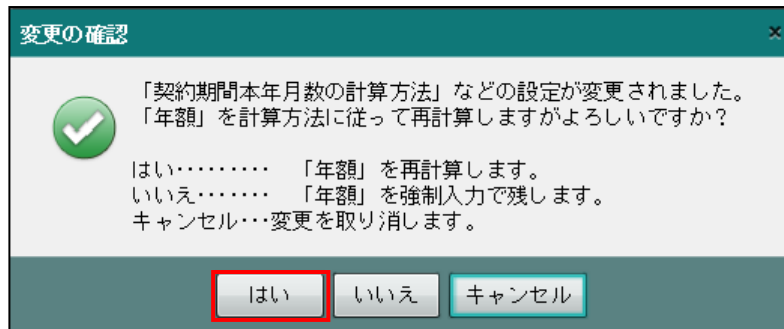 変更の確認
「契約期間本年月数の計算方法」などの設定が変更されました。
「年額」を計算方法に従って再計算しますがよろしいですか？
はい‥‥‥‥‥ 「年額」を再計算します。
いいえ‥‥‥‥ 「年額」を強制入力で残します。
キャンセル･･･変更を取り消します。
はい いいえ キャンセル